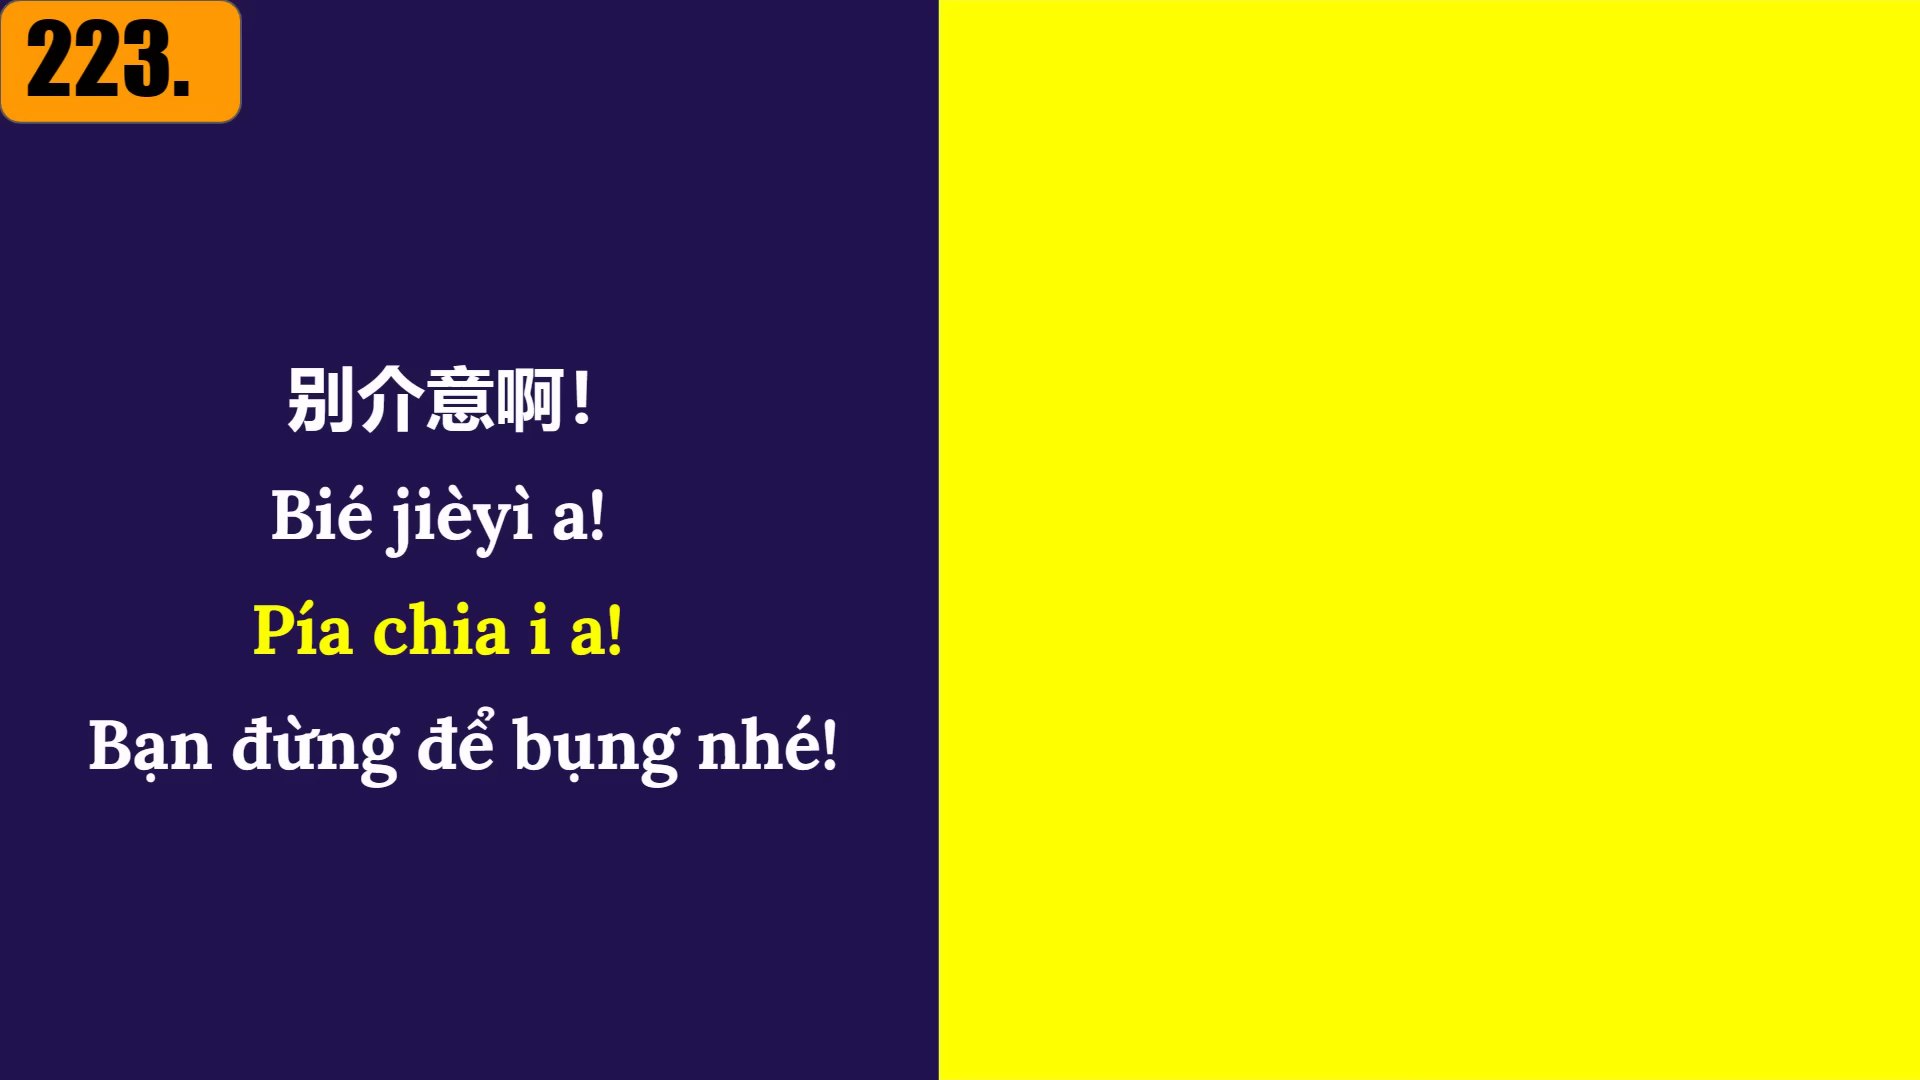 223.
别介意啊！
Bié jièyì a!
Pía chia i a!
Bạn đừng để bụng nhé!